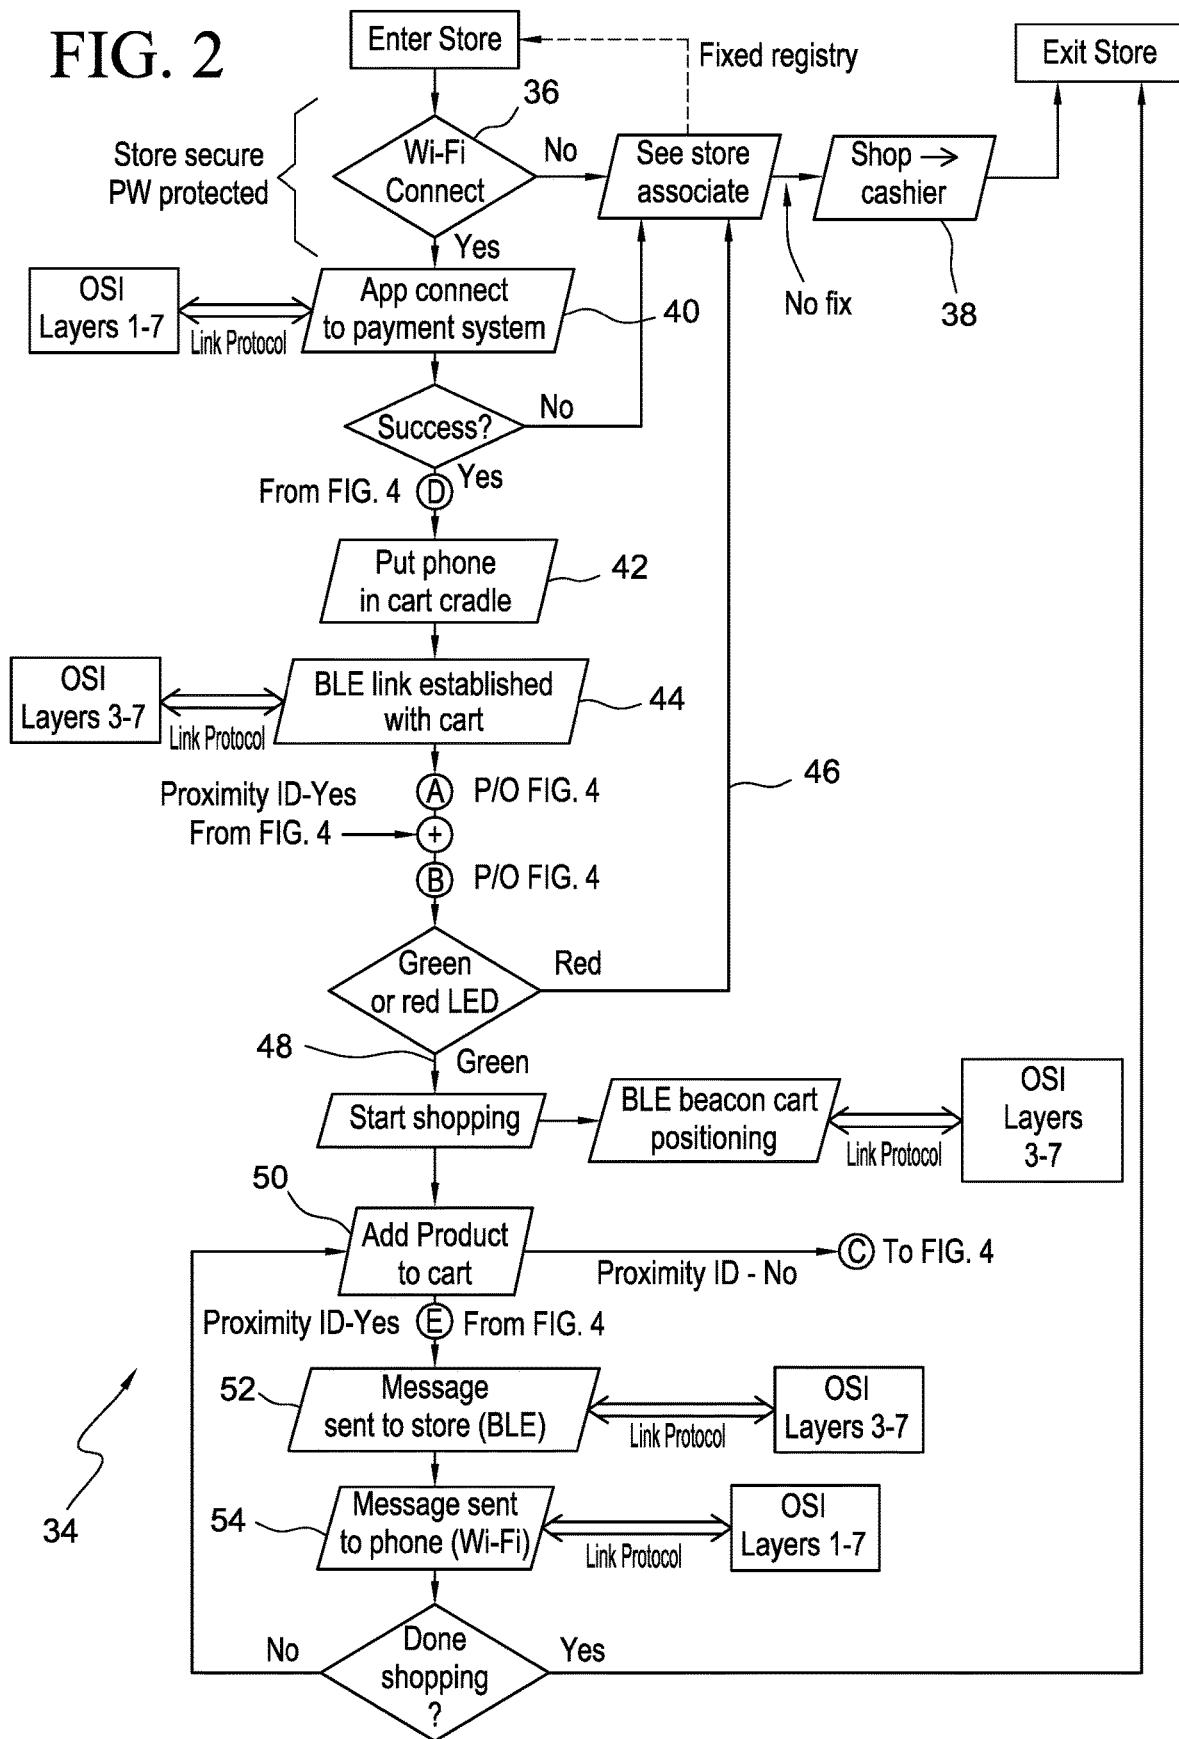 FIG. 2
Enter Store
Fixed registry
Exit Store
36
Store secure
PW protected
Wi-Fi
Connect
No
See store
associate
Shop →
cashier
Yes
No fix
38
OSI
Layers 1-7
Link Protocol
App connect
to payment system
40
Success?
No
Yes
From FIG. 4
D
Put phone
in cart cradle
42
OSI
Layers 3-7
Link Protocol
BLE link established
with cart
44
46
A
P/O FIG. 4
Proximity ID-Yes
From FIG. 4
+
B
P/O FIG. 4
Green
or red LED
Red
48
Green
Start shopping
BLE beacon cart
positioning
Link Protocol
OSI
Layers
3-7
50
Add Product
to cart
Proximity ID - No
C
To FIG. 4
Proximity ID-Yes
E
From FIG. 4
52
Message
sent to store (BLE)
Link Protocol
OSI
Layers 3-7
34
54
Message sent
to phone (Wi-Fi)
Link Protocol
OSI
Layers 1-7
No
Done
shopping
?
Yes